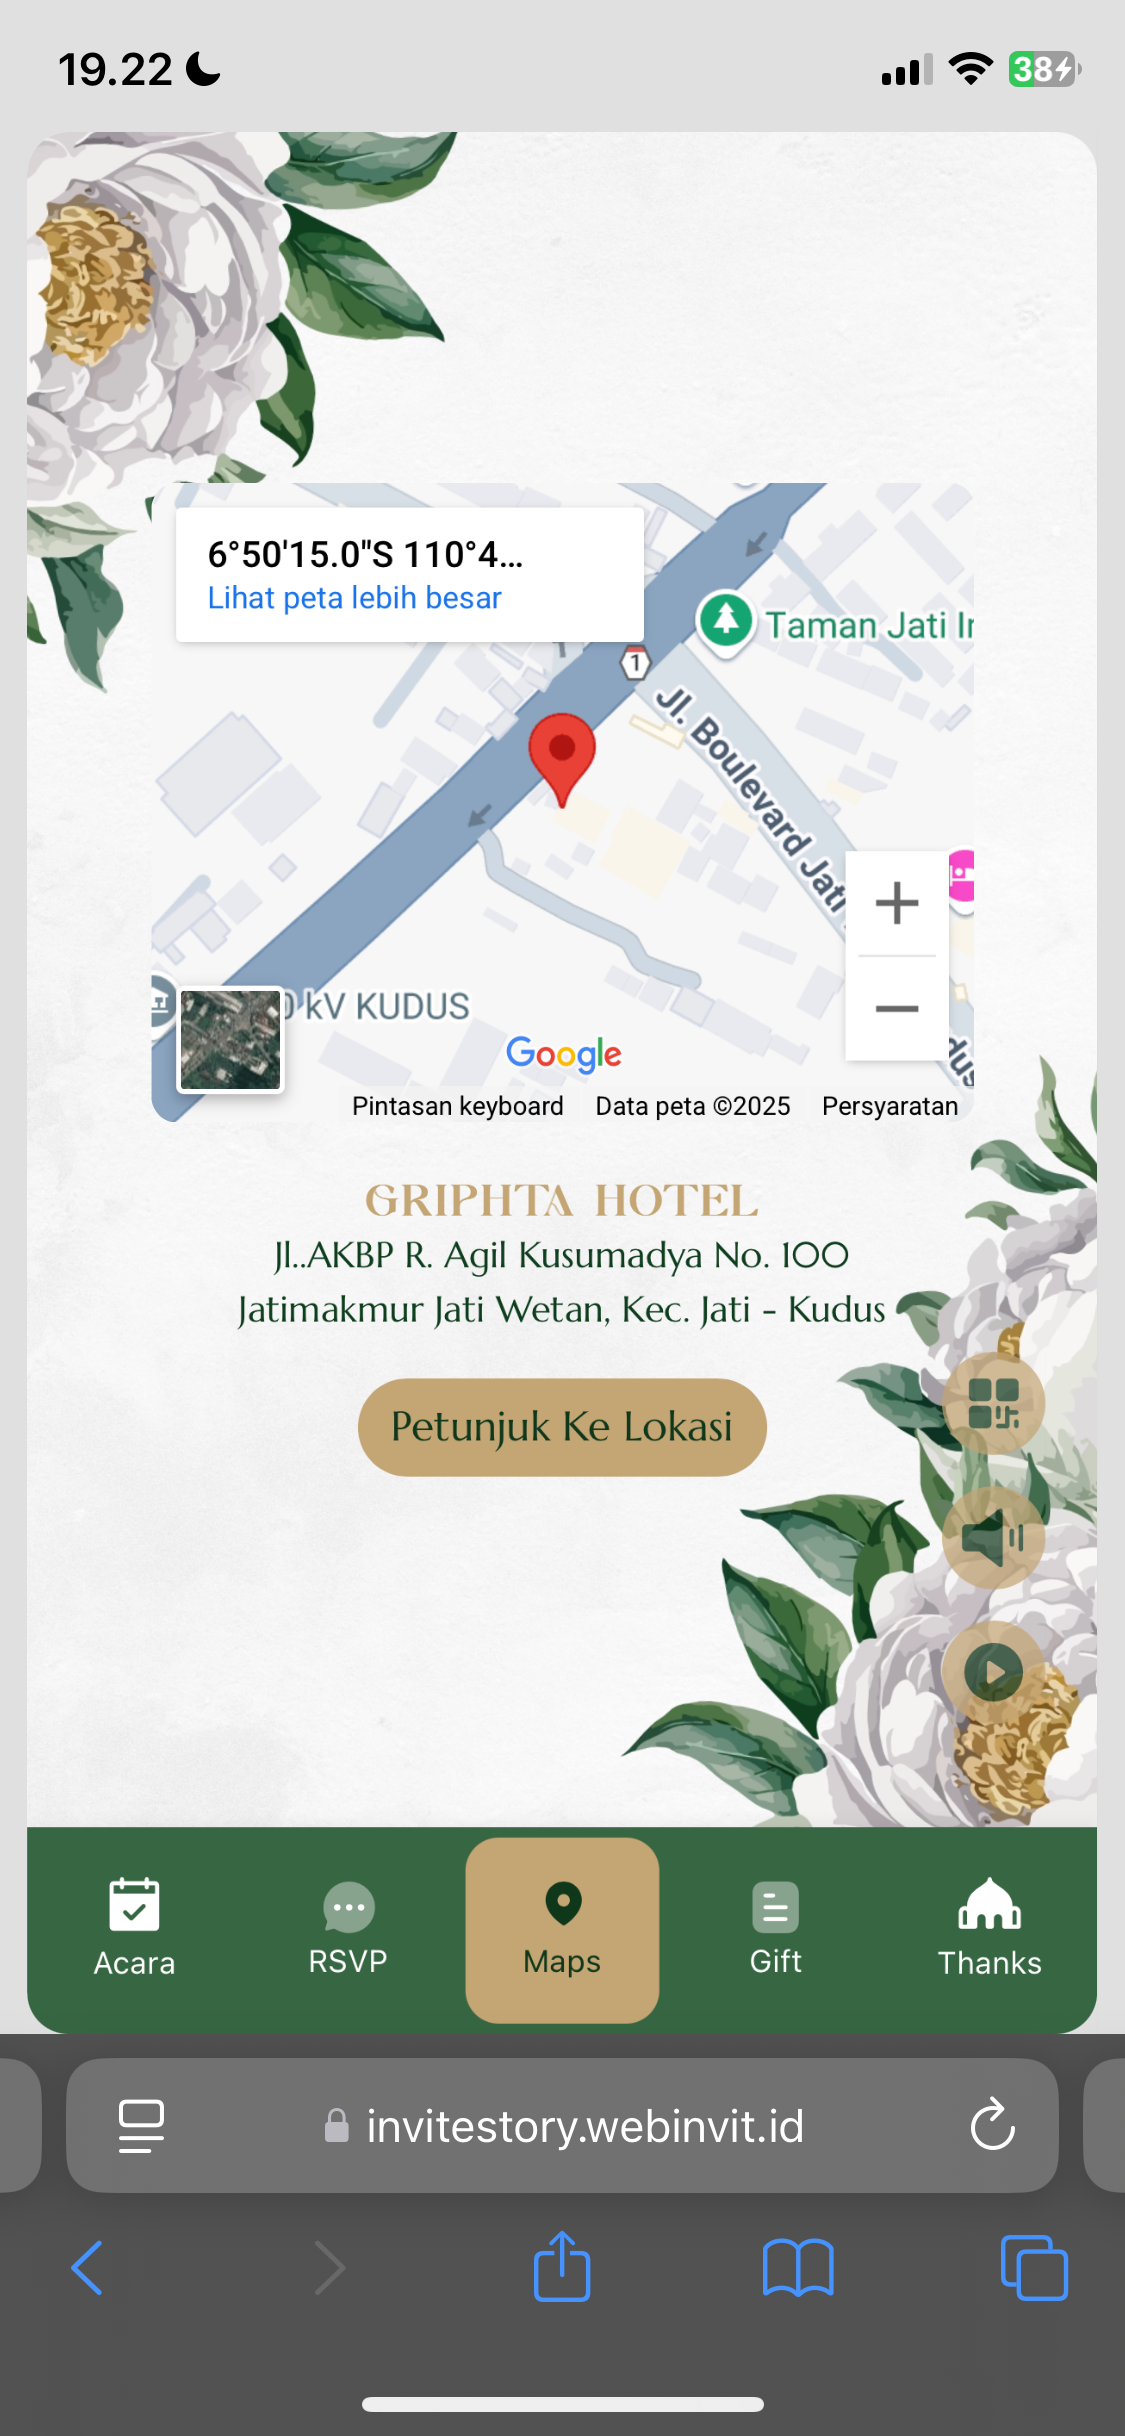 19.22
38
6°50'15.0"S 110°4...
Lihat peta lebih besar
Taman Jati
1
Jl. Boulevard Jati
kV KUDUS
Google
Pintasan keyboard
Data peta ©2025
Persyaratan
GRIPHTA HOTEL
Jl..AKBP R. Agil Kusumadya No. 100
Jatimakmur Jati Wetan, Kec. Jati - Kudus
Petunjuk Ke Lokasi
Acara
RSVP
Maps
Gift
Thanks
invitestory.webinvit.id